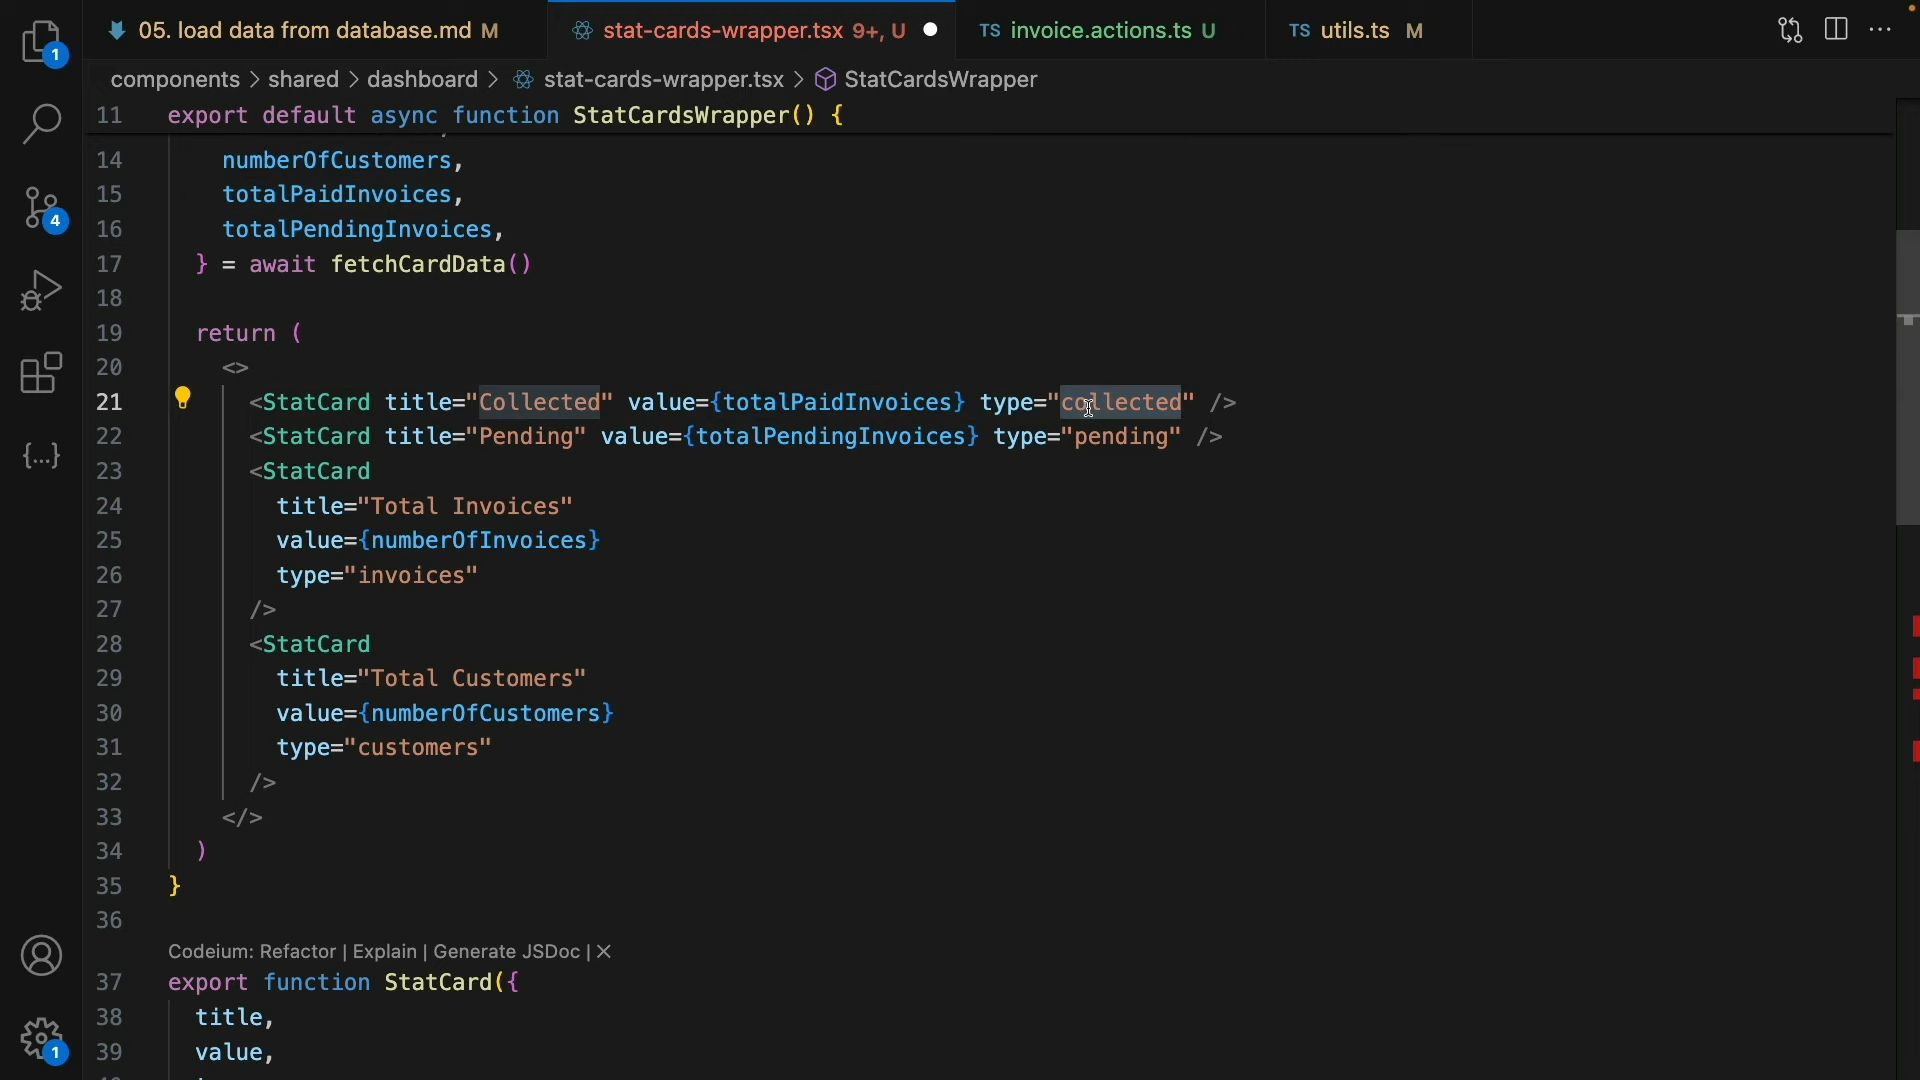 05. load data from database.md M
stat-cards-wrapper.tsx 9+, U
TS invoice.actions.ts U
TS utils.ts M
components > shared > dashboard > stat-cards-wrapper.tsx > StatCardsWrapper
11 export default async function StatCardsWrapper() {
14 numberOfCustomers,
15 totalPaidInvoices,
16 totalPendingInvoices,
17 } = await fetchCardData()
18
19 return (
20 <>
21 <StatCard title="Collected" value={totalPaidInvoices} type="collected" />
22 <StatCard title="Pending" value={totalPendingInvoices} type="pending" />
23 <StatCard
24 title="Total Invoices"
25 value={numberOfInvoices}
26 type="invoices"
27 />
28 <StatCard
29 title="Total Customers"
30 value={numberOfCustomers}
31 type="customers"
32 />
33 </>
34 )
35 }
36
Codeium: Refactor | Explain | Generate JSDoc | X
37 export function StatCard({
38 title,
39 value,
1
4
1